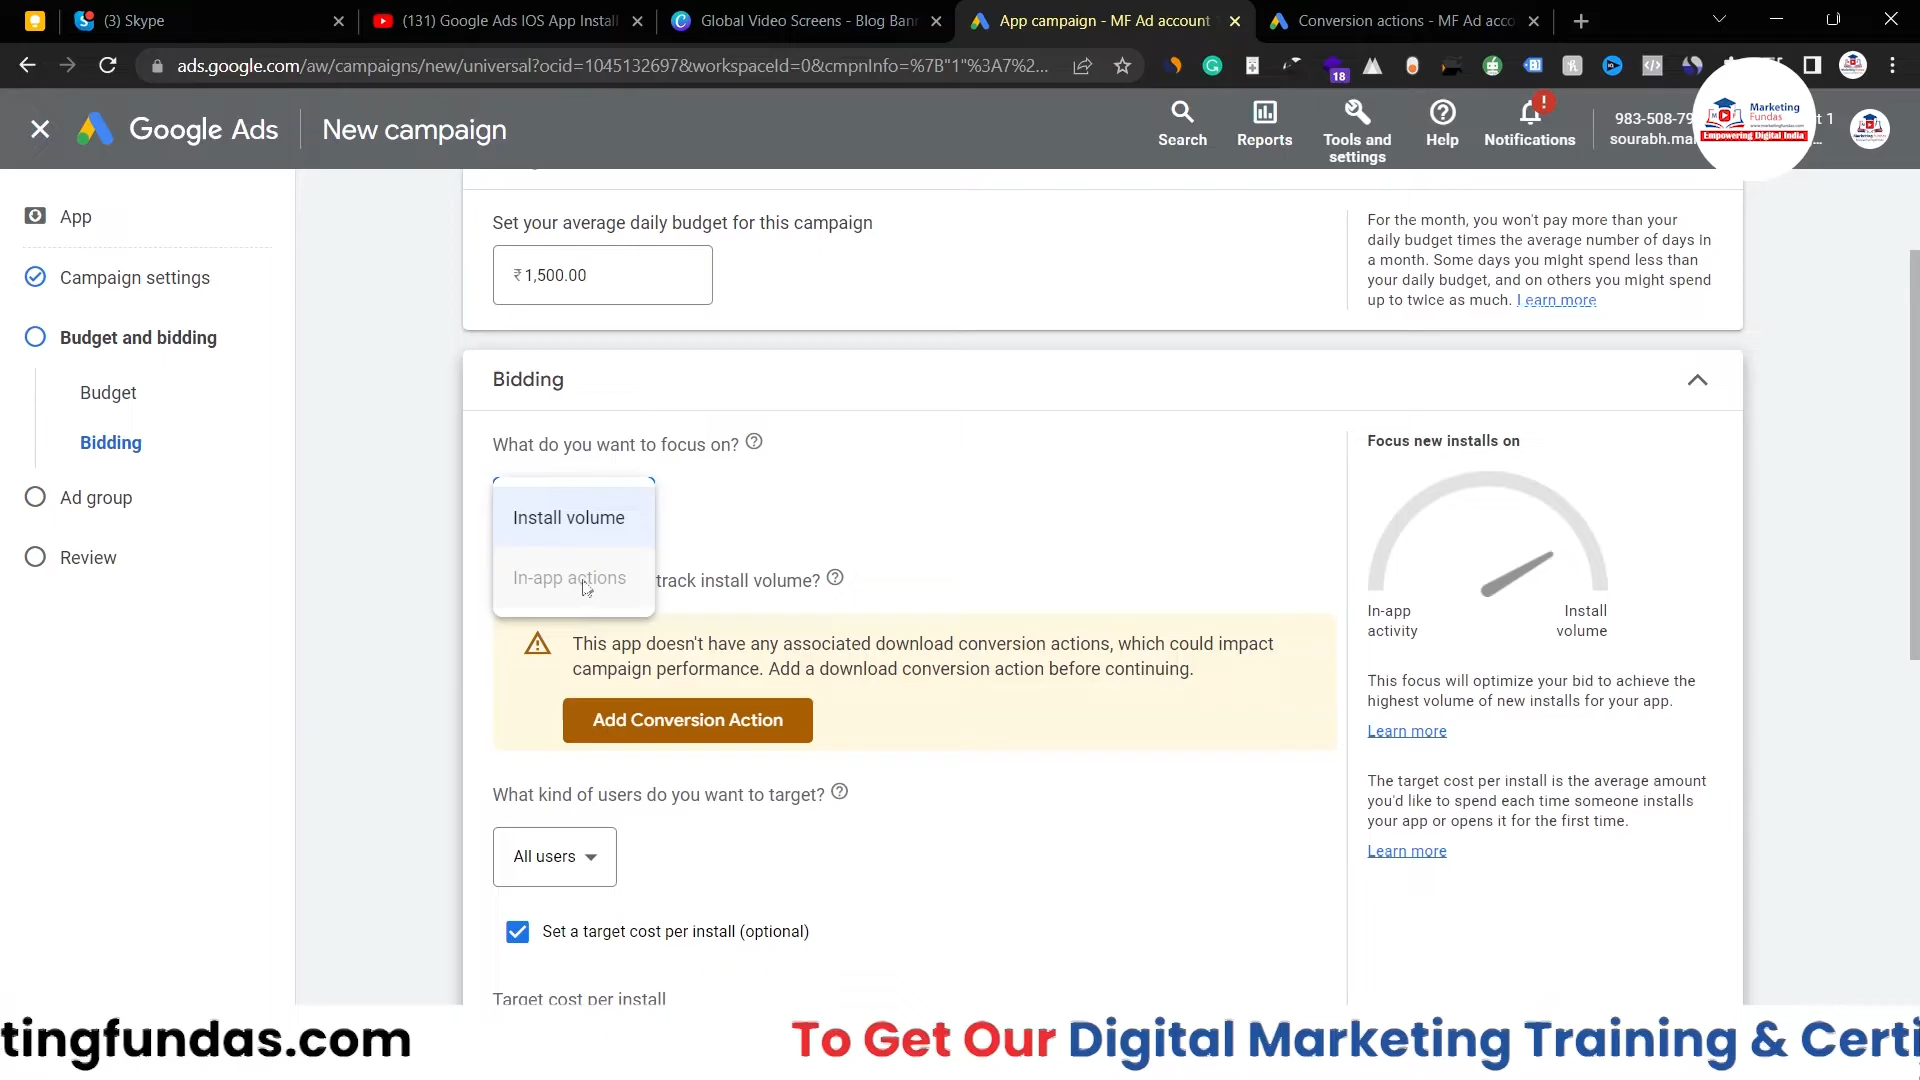 (3) Skype
(131) Google Ads IOS App Install
Global Video Screens - Blog Bann
App campaign - MF Ad account
Conversion actions - MF Ad acco
ads.google.com/aw/campaigns/new/universal?ocid=1045132697&workspaceId=0&cmpnInfo=%7B"1"%3A7%2...
18
Google Ads
New campaign
Search
Reports
Tools and
settings
Help
Notifications
983-508-79
sourabh.mar
Marketing
Fundas
Empowering Digital India
App
Campaign settings
Budget and bidding
Budget
Bidding
Ad group
Review
Set your average daily budget for this campaign
₹1,500.00
For the month, you won't pay more than your
daily budget times the average number of days in
a month. Some days you might spend less than
your daily budget, and on others you might spend
up to twice as much. Learn more
Bidding
What do you want to focus on?
Install volume
In-app actions
track install volume?
This app doesn't have any associated download conversion actions, which could impact
campaign performance. Add a download conversion action before continuing.
Add Conversion Action
What kind of users do you want to target?
All users
Set a target cost per install (optional)
Target cost per install
Focus new installs on
In-app
activity
Install
volume
This focus will optimize your bid to achieve the
highest volume of new installs for your app.
Learn more
The target cost per install is the average amount
you'd like to spend each time someone installs
your app or opens it for the first time.
Learn more
tingfundas.com
To Get Our Digital Marketing Training & Certi